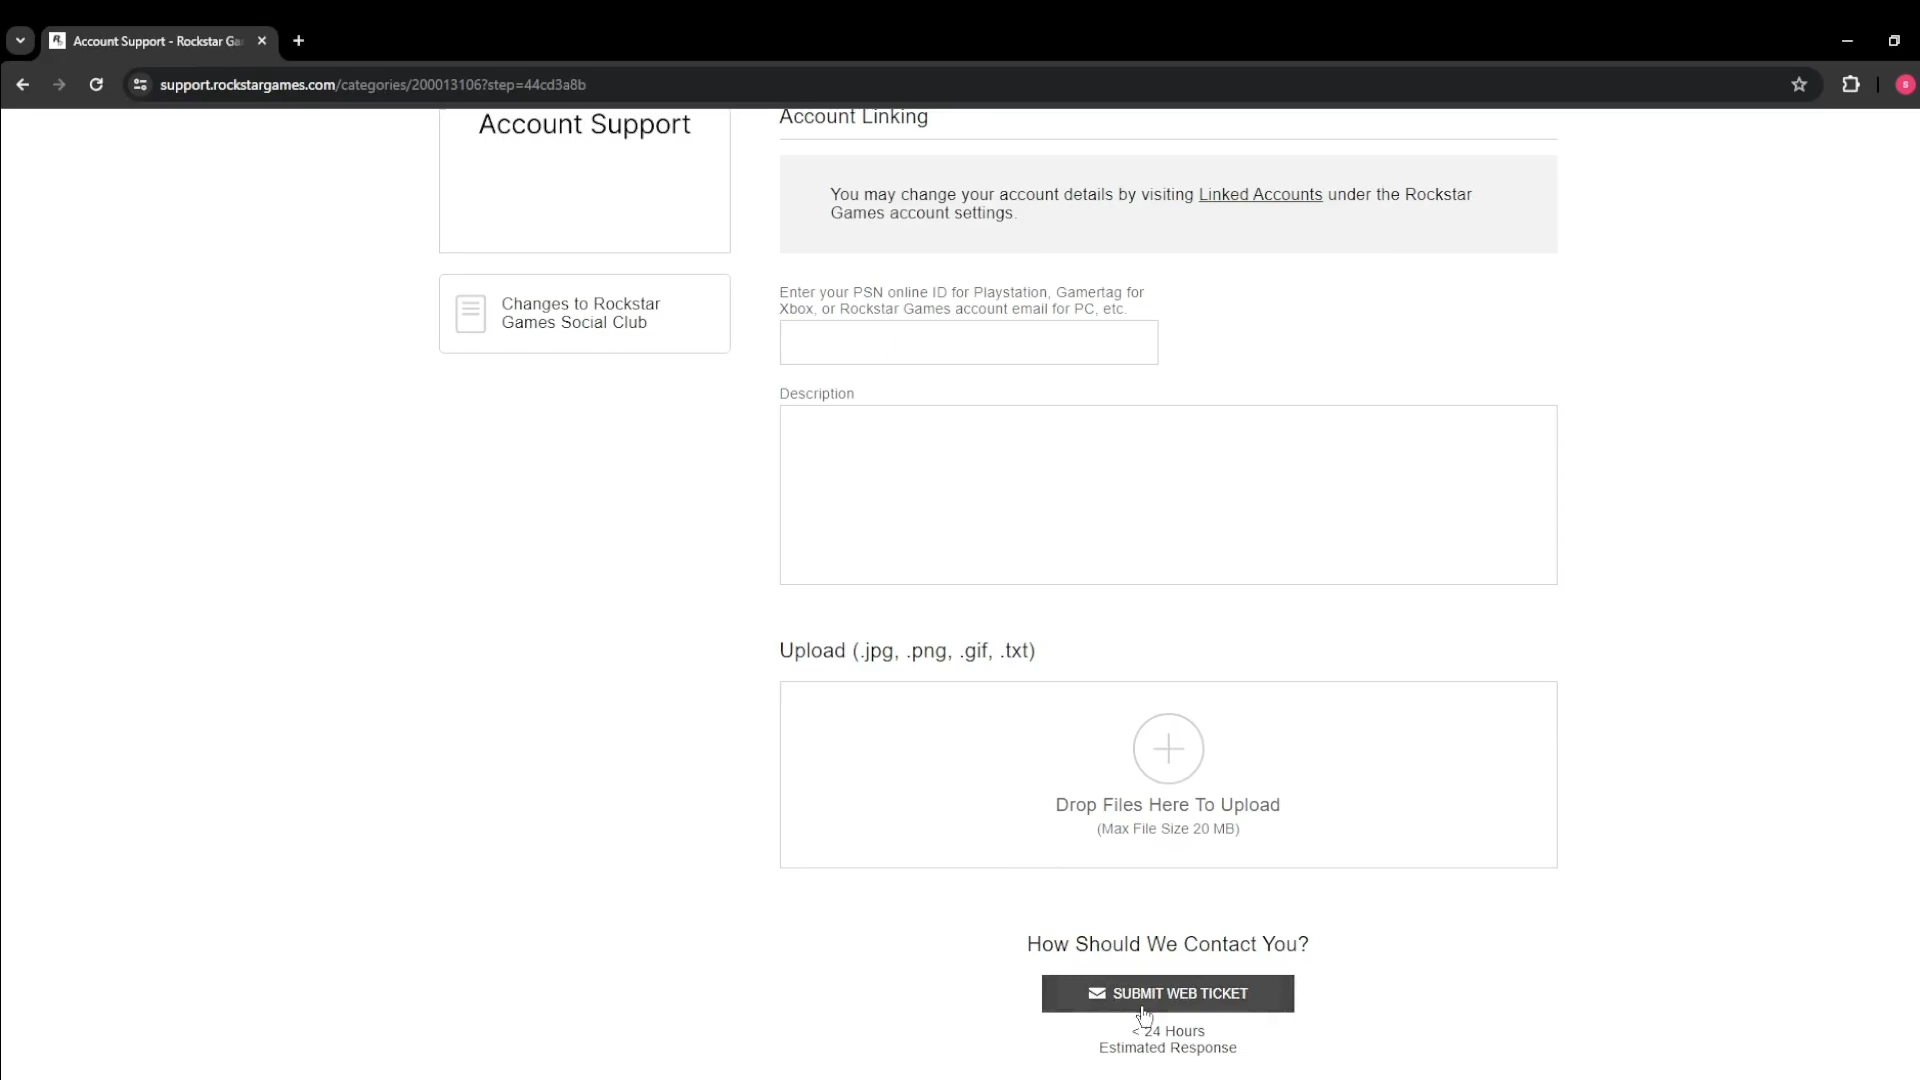 Account Support - Rockstar Ga
support.rockstargames.com/categories/200013106?step=44cd3a8b
s
Account Support
Changes to Rockstar
Games Social Club
Account Linking
You may change your account details by visiting Linked Accounts under the Rockstar
Games account settings.
Enter your PSN online ID for Playstation, Gamertag for
Xbox, or Rockstar Games account email for PC, etc.
Description
Upload (.jpg, .png, .gif, .txt)
Drop Files Here To Upload
(Max File Size 20 MB)
How Should We Contact You?
SUBMIT WEB TICKET
< 24 Hours
Estimated Response